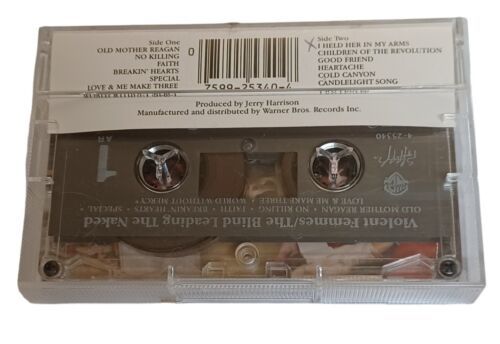 Side One
OLD MOTHER REAGAN
NO KILLING
FAITH
BREAKIN' HEARTS
SPECIAL
LOVE & ME MAKE THREE
0
7599-25340-4
Side Two
I HELD HER IN MY ARMS
CHILDREN OF THE REVOLUTION
GOOD FRIEND
HEARTACHE
COLD CANYON
CANDLELIGHT SONG
Produced by Jerry Harrison
Manufactured and distributed by Warner Bros. Records Inc.
4-25340
1
Violent Femmes/The Blind Leading The Naked
OLD MOTHER REAGAN • NO KILLING • FAITH • BREAKIN' HEARTS • SPECIAL •
LOVE & ME MAKE THREE • WORLD WITHOUT MERCY